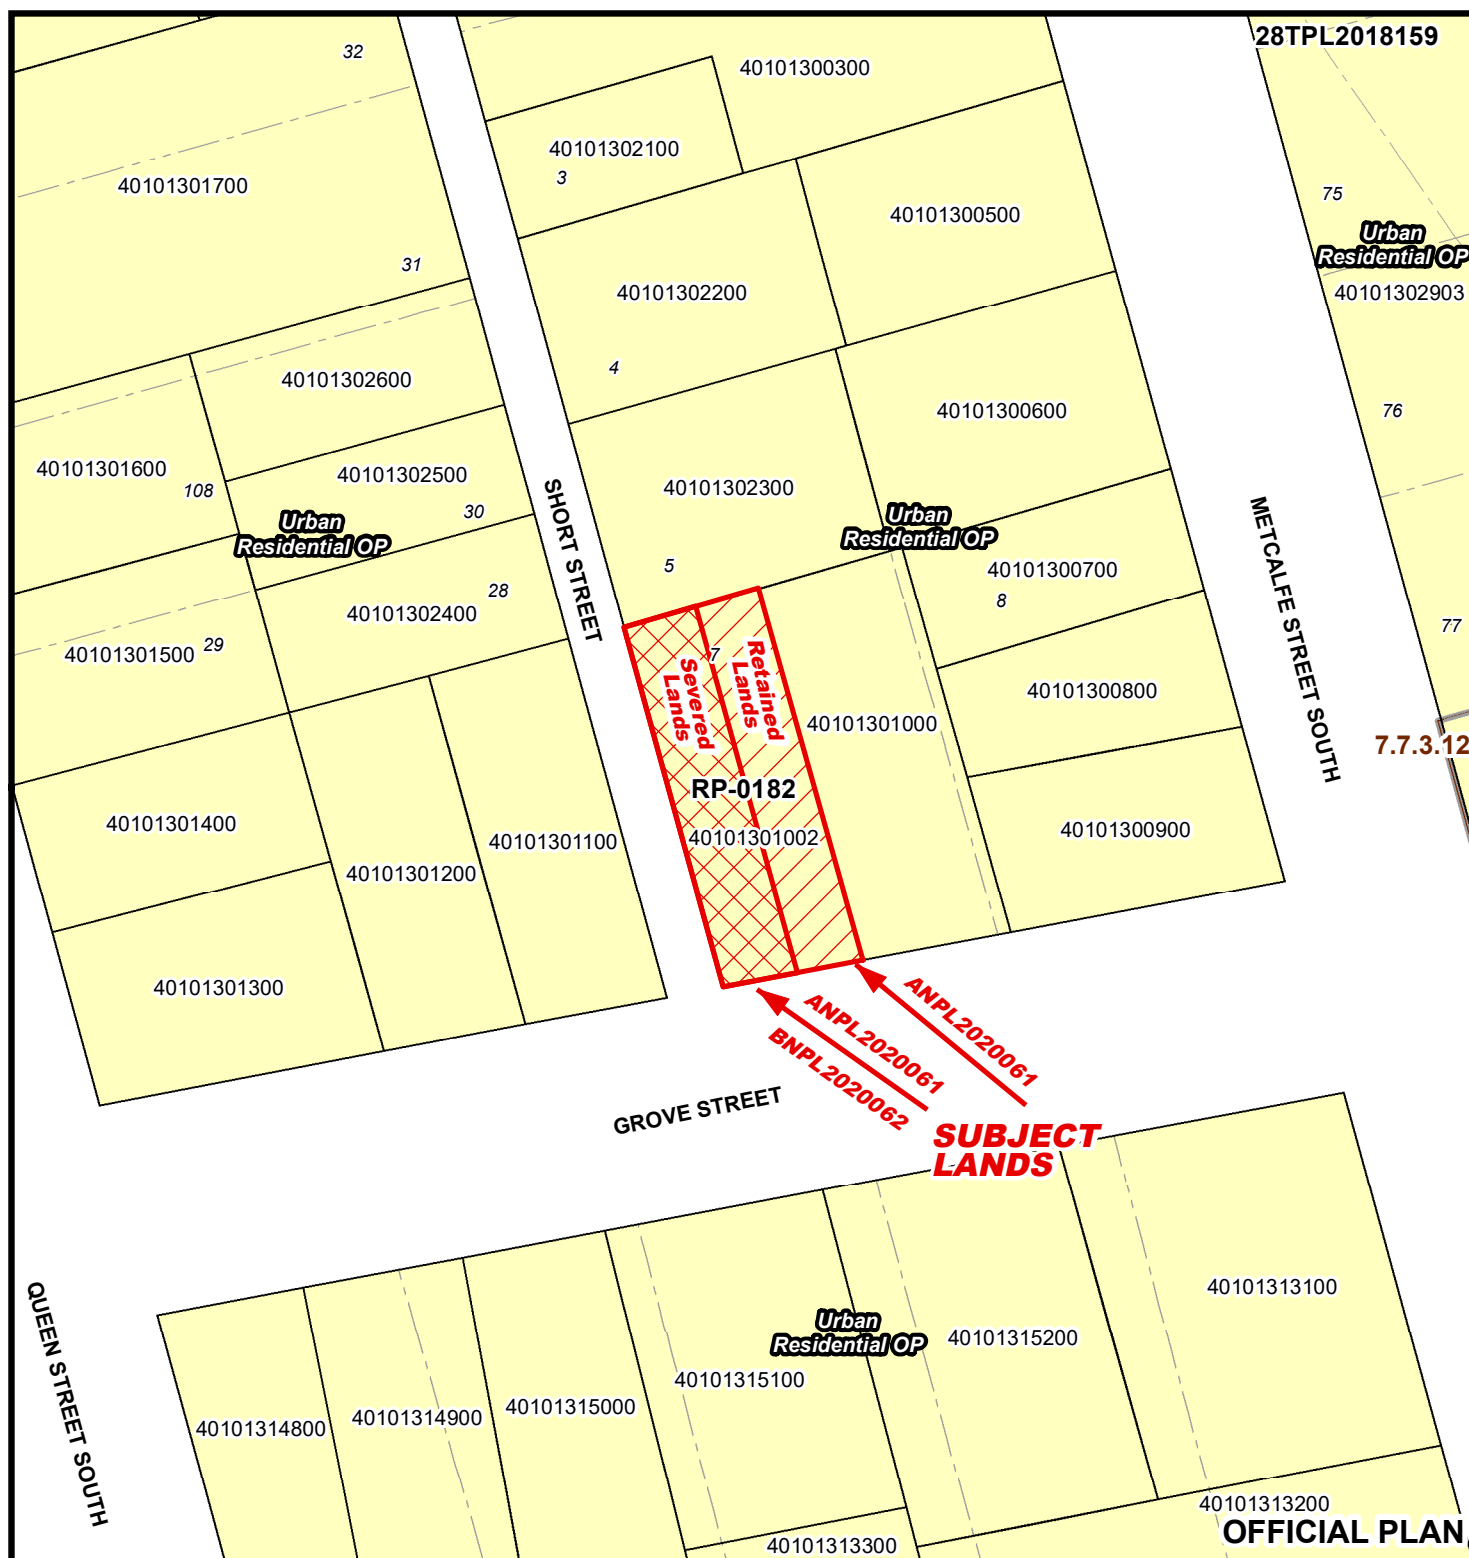 28TPL2018159
32
40101300300
40101302100
3
40101301700
75
40101300500
Urban
Residential OP
31
40101302200
40101302903
4
40101302600
40101300600
76
40101301600
40101302500
40101302300
108
30
SHORT STREET
METCALFE STREET SOUTH
Urban
Residential OP
Urban
Residential OP
5
40101300700
28
8
40101302400
77
40101301500
29
7
Severed
Lands
Retained
Lands
40101300800
40101301000
7.7.3.12
RP-0182
40101301400
40101301100
40101301002
40101300900
40101301200
40101301300
ANPL2020061
ANPL2020061
BNPL2020062
GROVE STREET
SUBJECT
LANDS
QUEEN STREET SOUTH
40101313100
Urban
Residential OP
40101315200
40101315100
40101315000
40101314900
40101314800
40101313200
OFFICIAL PLAN
40101313300